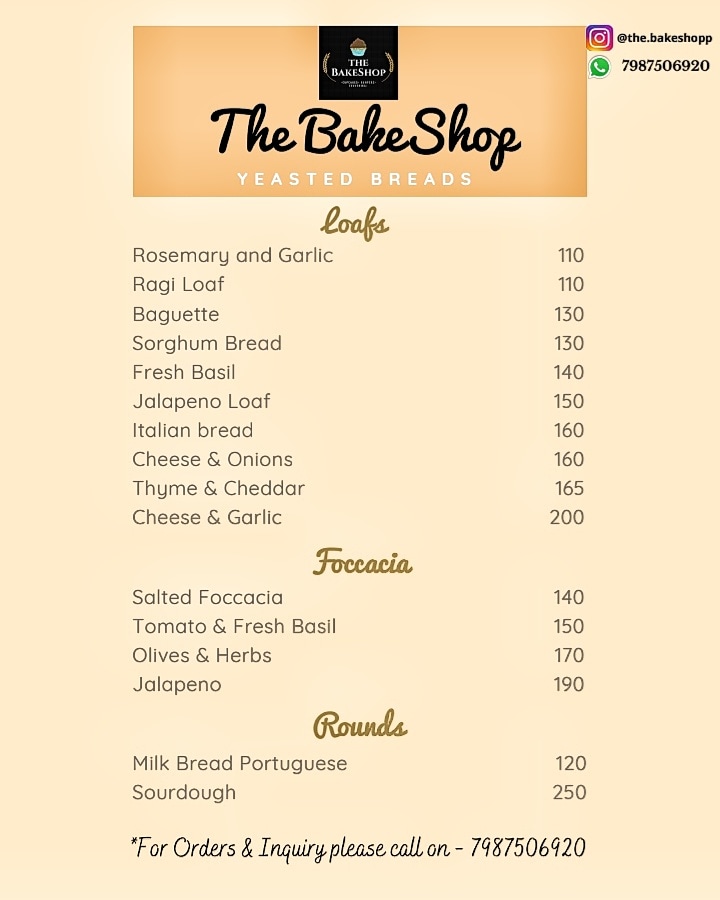 @the.bakeshopp
7987506920
THE
BAKESHOP
The BakeShop
YEASTED BREADS
Loafs
Rosemary and Garlic 110
Ragi Loaf 110
Baguette 130
Sorghum Bread 130
Fresh Basil 140
Jalapeno Loaf 150
Italian bread 160
Cheese & Onions 160
Thyme & Cheddar 165
Cheese & Garlic 200
Foccacia
Salted Foccacia 140
Tomato & Fresh Basil 150
Olives & Herbs 170
Jalapeno 190
Rounds
Milk Bread Portuguese 120
Sourdough 250
*For Orders & Inquiry please call on - 7987506920